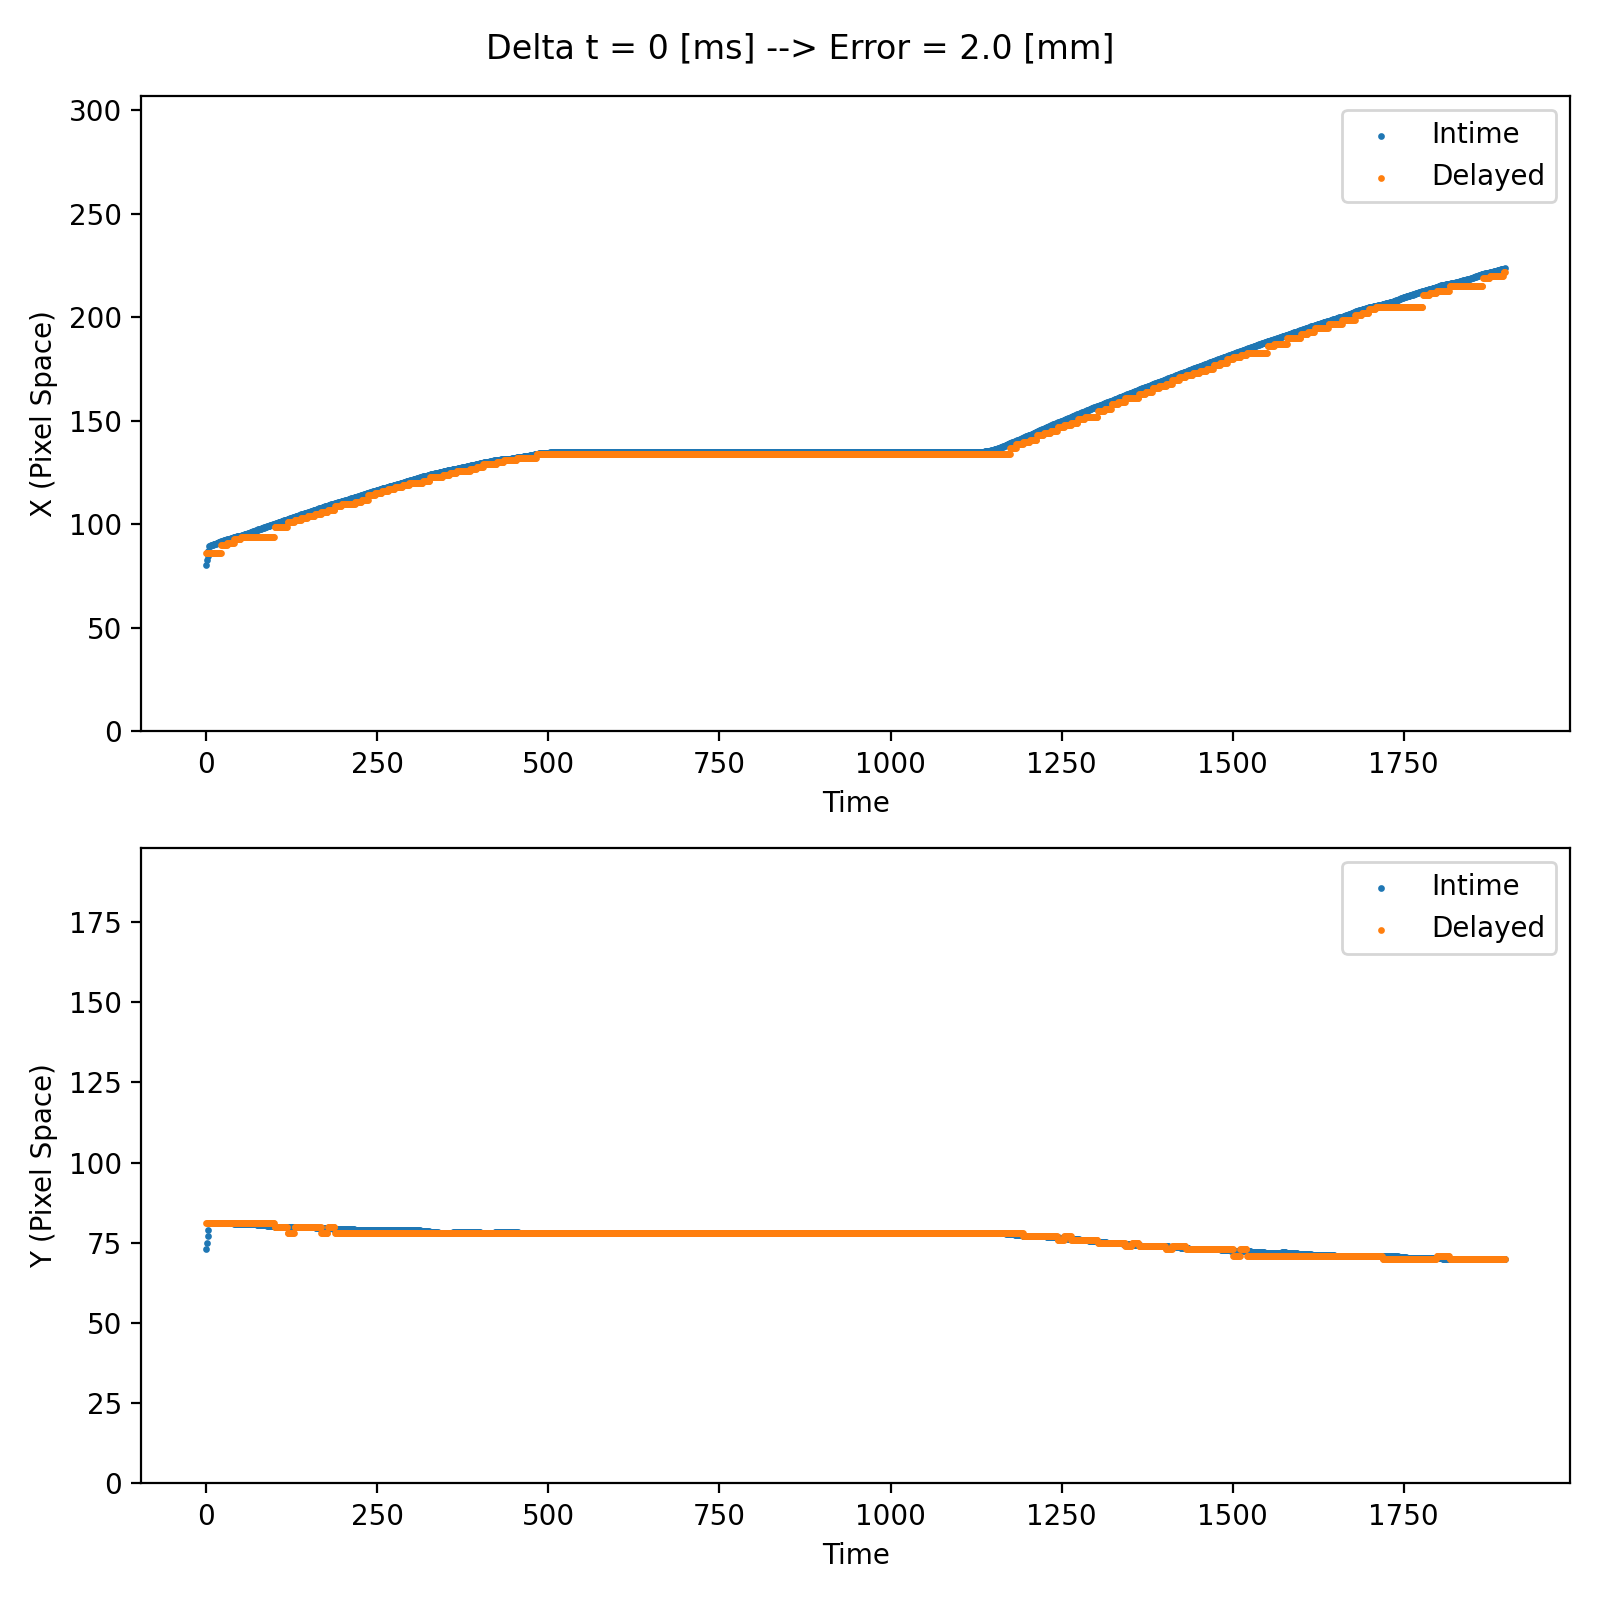 Delta t = 0 [ms] --> Error = 2.0 [mm]
300
250
200
150
100
50
0
X (Pixel Space)
Intime
Delayed
0 250 500 750 1000 1250 1500 1750
Time
175
150
125
100
75
50
25
0
Y (Pixel Space)
Intime
Delayed
0 250 500 750 1000 1250 1500 1750
Time